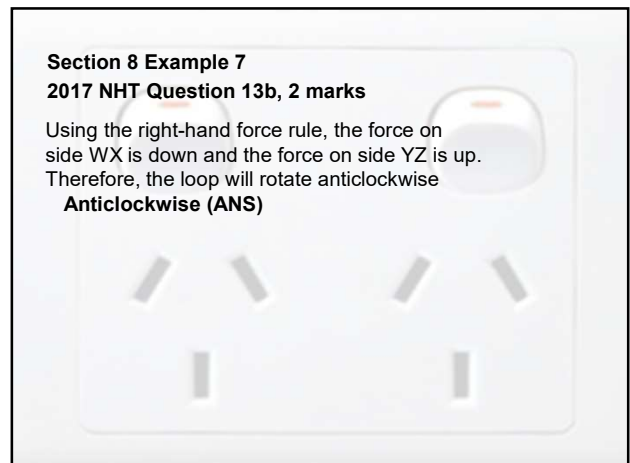 Section 8 Example 7
2017 NHT Question 13b, 2 marks
Using the right-hand force rule, the force on
side WX is down and the force on side YZ is up.
Therefore, the loop will rotate anticlockwise
Anticlockwise (ANS)